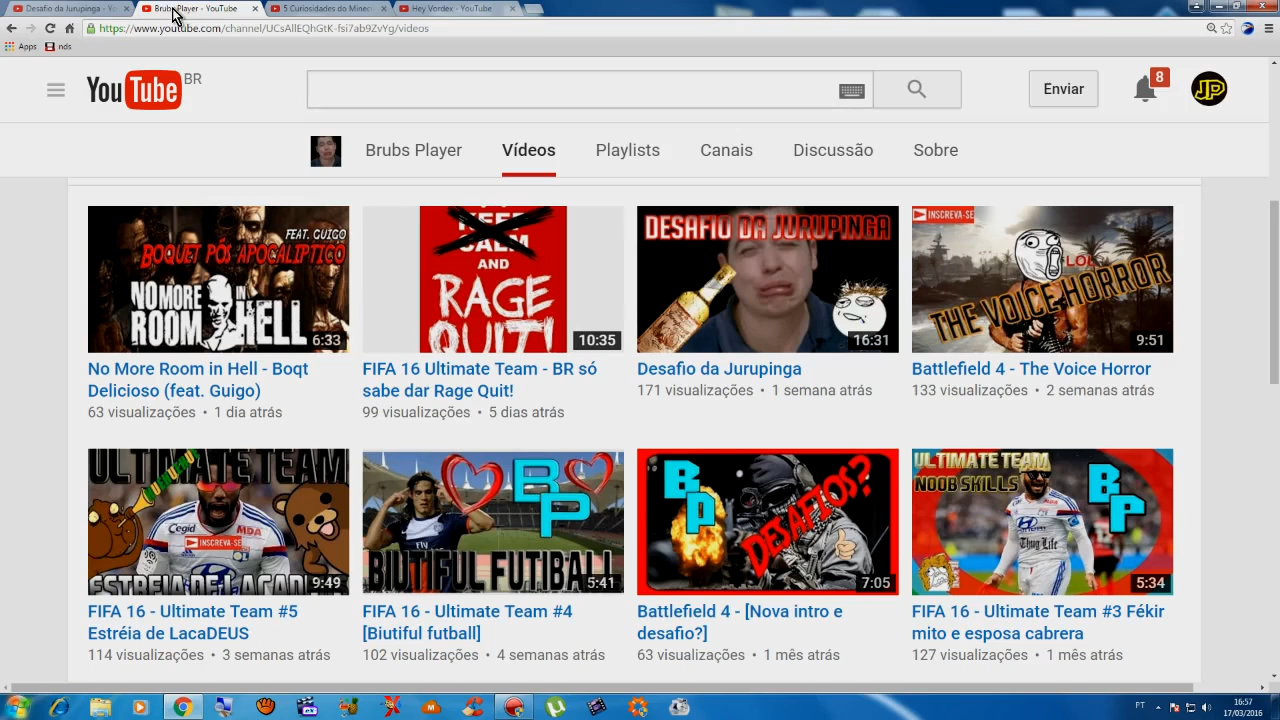 Desafio da Jurupinga - Yo
Brubs Player - YouTube
5 Curiosidades do Minec
Hey Vordex - YouTube
https://www.youtube.com/channel/UCsAllEQhGtK-fsi7ab9ZvYg/videos
Apps nds
YouTube BR
Enviar
8
JP
Brubs Player Vídeos Playlists Canais Discussão Sobre
FEAT. GUIGO
BOQUET PÓS APOCALIPTICO
NO MORE ROOM IN HELL
6:33
KEEP CALM
AND
RAGE
QUIT!
10:35
DESAFIO DA JURUPINGA
16:31
INSCREVA-SE
LOL
THE VOICE HORROR
9:51
No More Room in Hell - Boqt
Delicioso (feat. Guigo)
63 visualizações • 1 dia atrás
FIFA 16 Ultimate Team - BR só
sabe dar Rage Quit!
99 visualizações • 5 dias atrás
Desafio da Jurupinga
171 visualizações • 1 semana atrás
Battlefield 4 - The Voice Horror
133 visualizações • 2 semanas atrás
ULTIMATE TEAM
Cegid MDA
INSCREVA-SE
ESTREIA DE LACAD
9:49
BP
BIUTIFUL FUTIBALL
5:41
BP
DESAFIOS?
7:05
ULTIMATE TEAM
NOOB SKILLS
BP
HYUNDAI
Thug Life
5:34
FIFA 16 - Ultimate Team #5
Estréia de LacaDEUS
114 visualizações • 3 semanas atrás
FIFA 16 - Ultimate Team #4
[Biutiful futball]
102 visualizações • 4 semanas atrás
Battlefield 4 - [Nova intro e
desafio?]
63 visualizações • 1 mês atrás
FIFA 16 - Ultimate Team #3 Fékir
mito e esposa cabrera
127 visualizações • 1 mês atrás
PT
16:57
17/03/2016